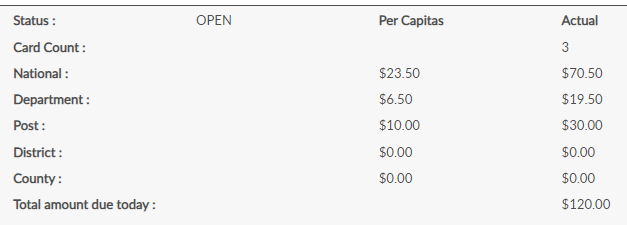 Status : OPEN Per Capitas Actual
Card Count : 3
National : $23.50 $70.50
Department : $6.50 $19.50
Post : $10.00 $30.00
District : $0.00 $0.00
County : $0.00 $0.00
Total amount due today : $120.00